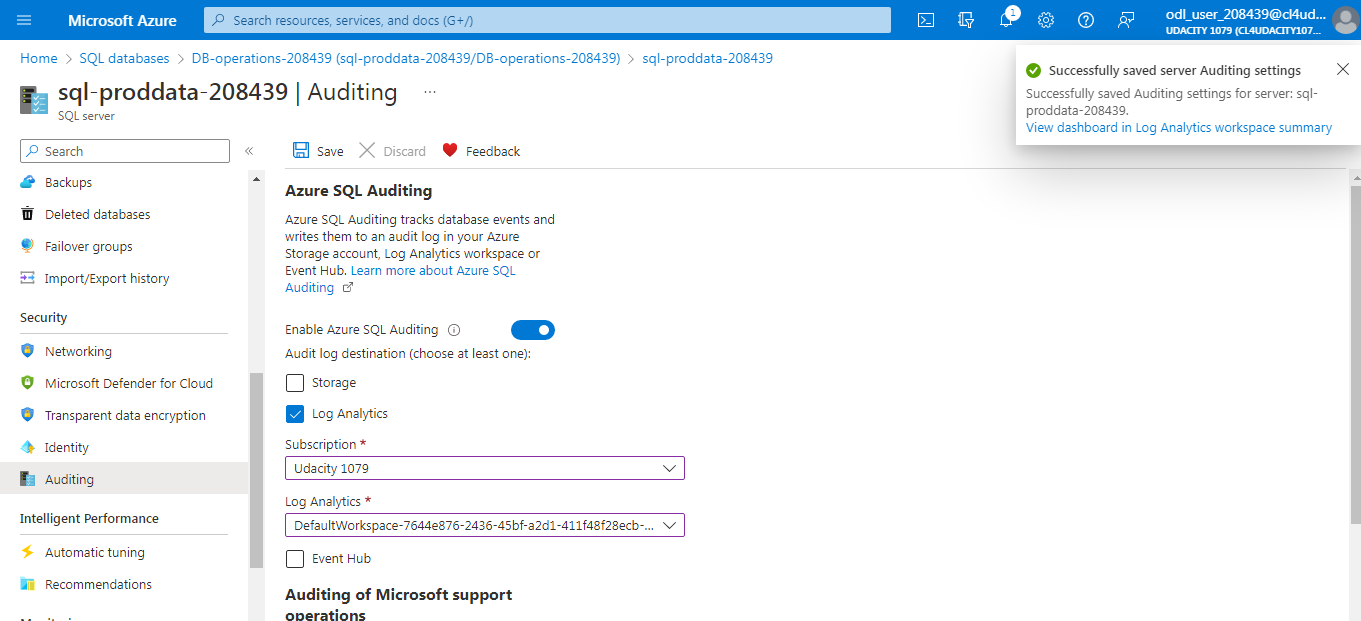 Microsoft Azure
Search resources, services, and docs (G+/)
1
odl_user_208439@cl4ud...
UDACITY 1079 (CL4UDACITY107...
Home > SQL databases > DB-operations-208439 (sql-proddata-208439/DB-operations-208439) > sql-proddata-208439
sql-proddata-208439 | Auditing ...
SQL server
Successfully saved server Auditing settings
Successfully saved Auditing settings for server: sql-
proddata-208439.
View dashboard in Log Analytics workspace summary
Search
«
Backups
Deleted databases
Failover groups
Import/Export history
Security
Networking
Microsoft Defender for Cloud
Transparent data encryption
Identity
Auditing
Intelligent Performance
Automatic tuning
Recommendations
Save
Discard
Feedback
Azure SQL Auditing
Azure SQL Auditing tracks database events and
writes them to an audit log in your Azure
Storage account, Log Analytics workspace or
Event Hub. Learn more about Azure SQL
Auditing
Enable Azure SQL Auditing
Audit log destination (choose at least one):
Storage
Log Analytics
Subscription *
Udacity 1079
Log Analytics *
DefaultWorkspace-7644e876-2436-45bf-a2d1-411f48f28ecb-...
Event Hub
Auditing of Microsoft support
operations